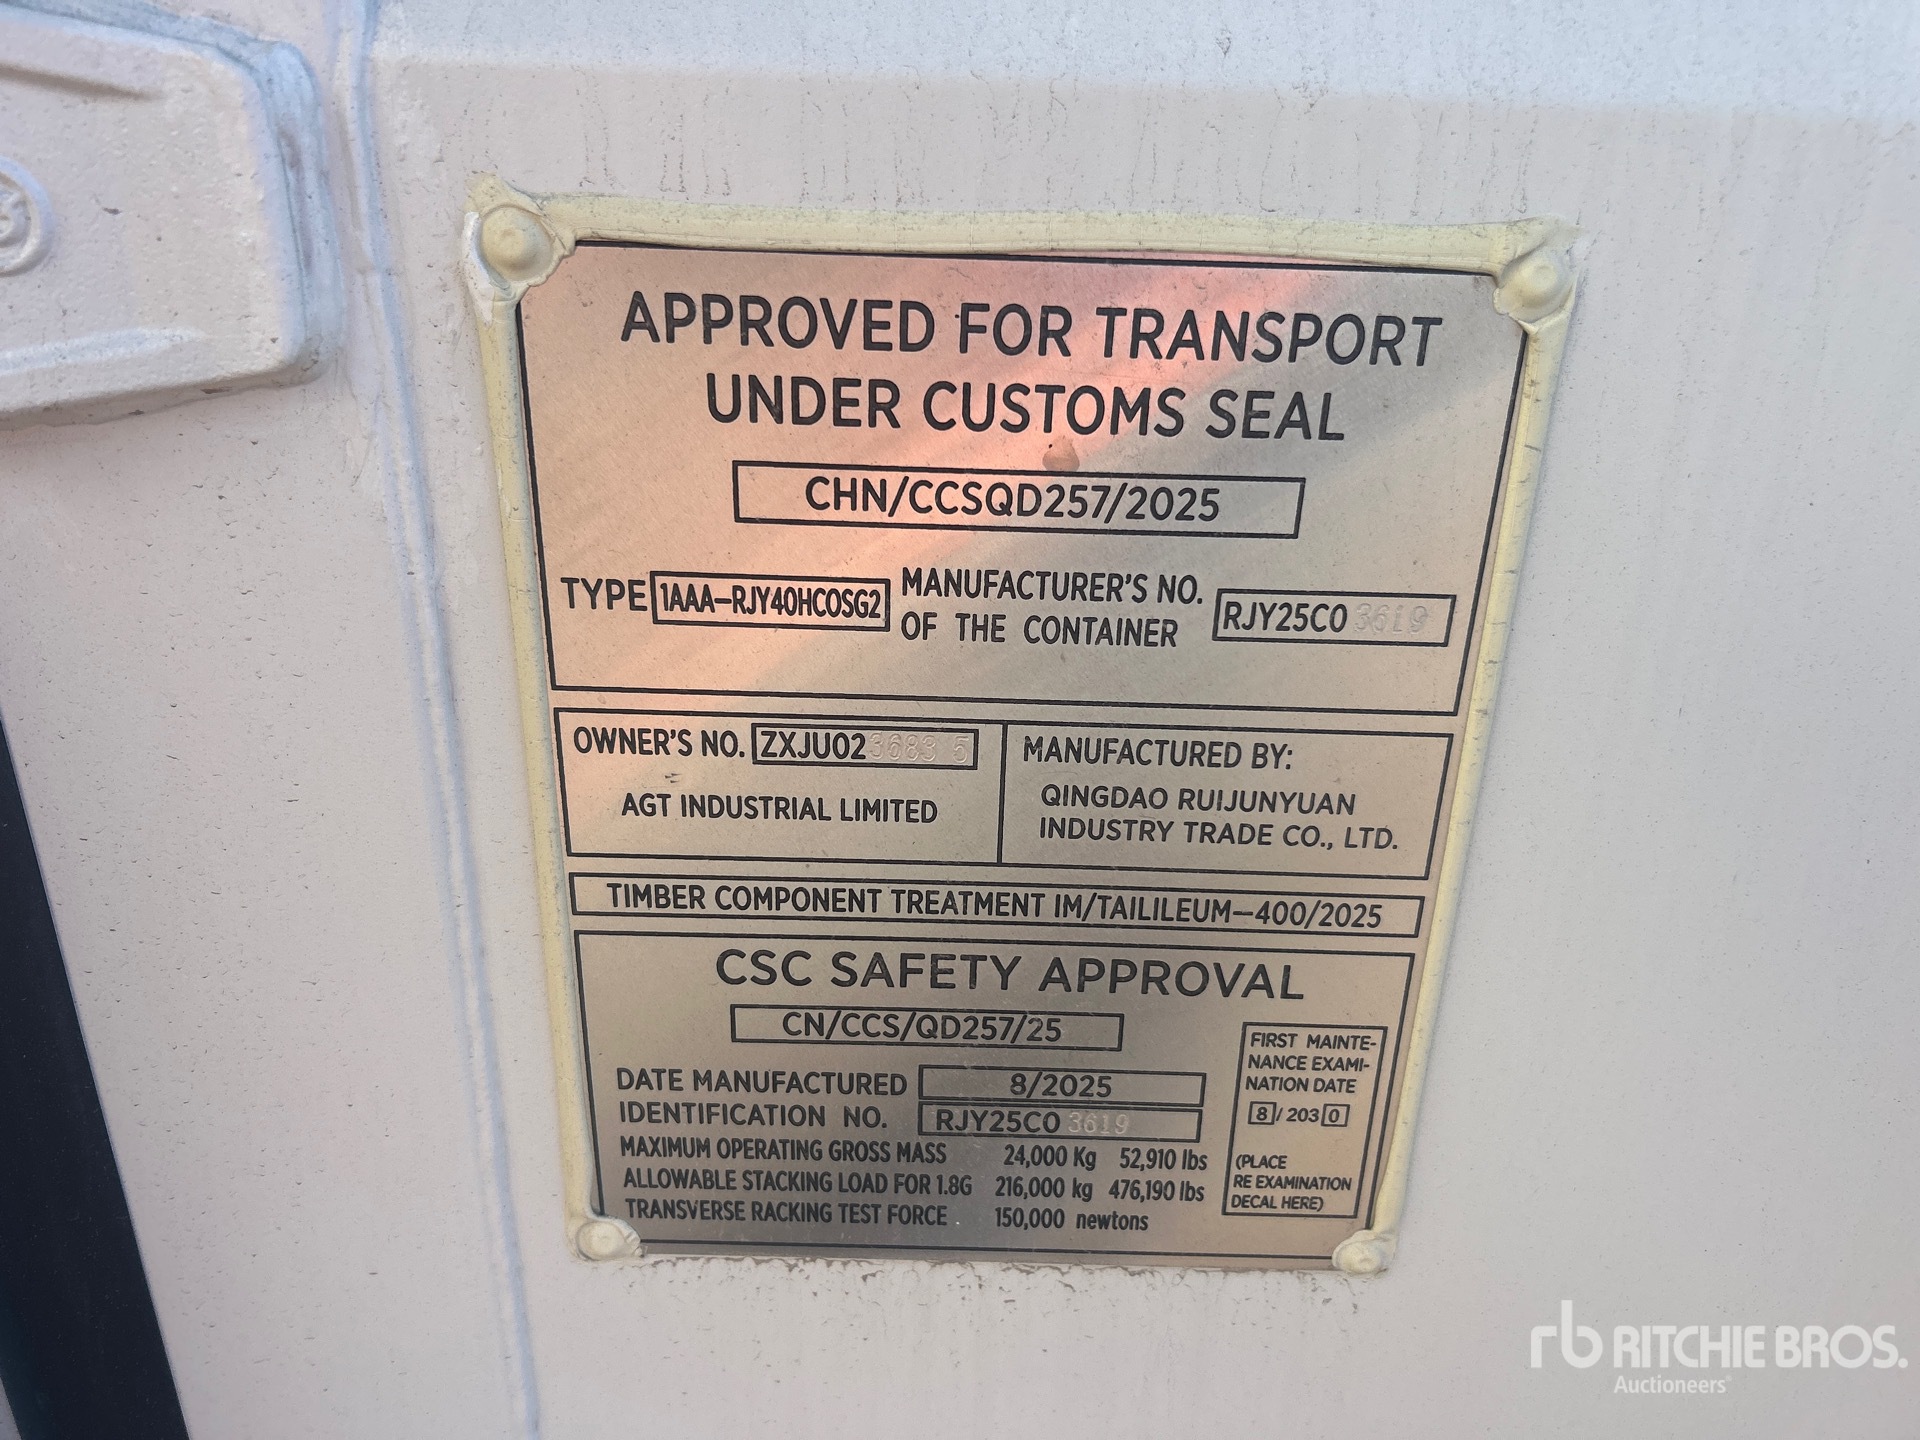 APPROVED FOR TRANSPORT
UNDER CUSTOMS SEAL
CHN/CCSQD257/2025
TYPE 1AAA-RJY40HCOSG2 MANUFACTURER'S NO. OF THE CONTAINER RJY25C0 3619
OWNER'S NO. ZXJU02 3683 5
AGT INDUSTRIAL LIMITED
MANUFACTURED BY:
QINGDAO RUIJUNYUAN
INDUSTRY TRADE CO., LTD.
TIMBER COMPONENT TREATMENT IM/TAILILEUM-400/2025
CSC SAFETY APPROVAL
CN/CCS/QD257/25
DATE MANUFACTURED 8/2025
IDENTIFICATION NO. RJY25C0 3619
MAXIMUM OPERATING GROSS MASS 24,000 Kg 52,910 lbs
ALLOWABLE STACKING LOAD FOR 1.8G 216,000 kg 476,190 lbs
TRANSVERSE RACKING TEST FORCE 150,000 newtons
FIRST MAINTE-
NANCE EXAMI-
NATION DATE
8/2030
(PLACE
RE EXAMINATION
DECAL HERE)
rb RITCHIE BROS.
Auctioneers